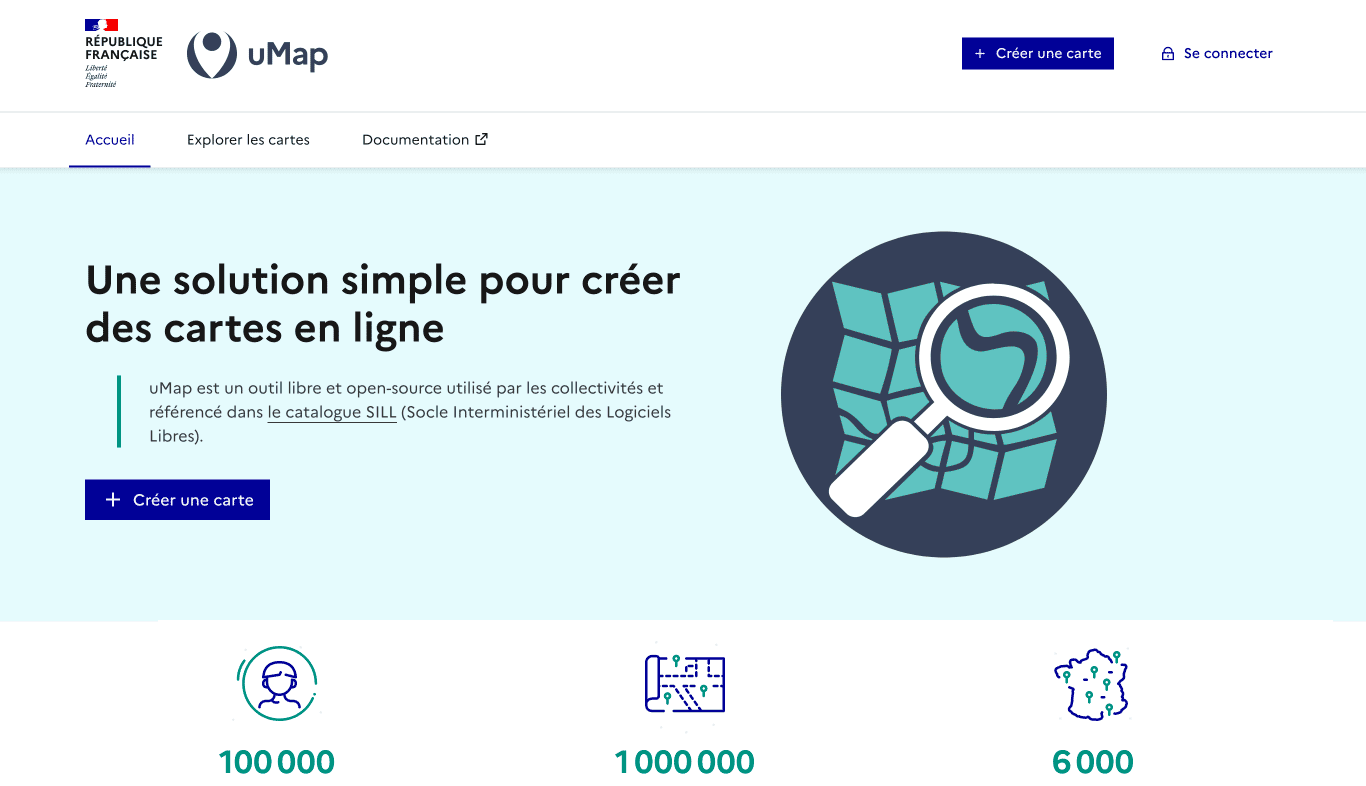 RÉPUBLIQUE
FRANÇAISE
Liberté
Égalité
Fraternité
uMap
Créer une carte
Se connecter
Accueil
Explorer les cartes
Documentation
Une solution simple pour créer
des cartes en ligne
uMap est un outil libre et open-source utilisé par les collectivités et
référencé dans le catalogue SILL (Socle Interministériel des Logiciels
Libres).
Créer une carte
100 000
1 000 000
6 000